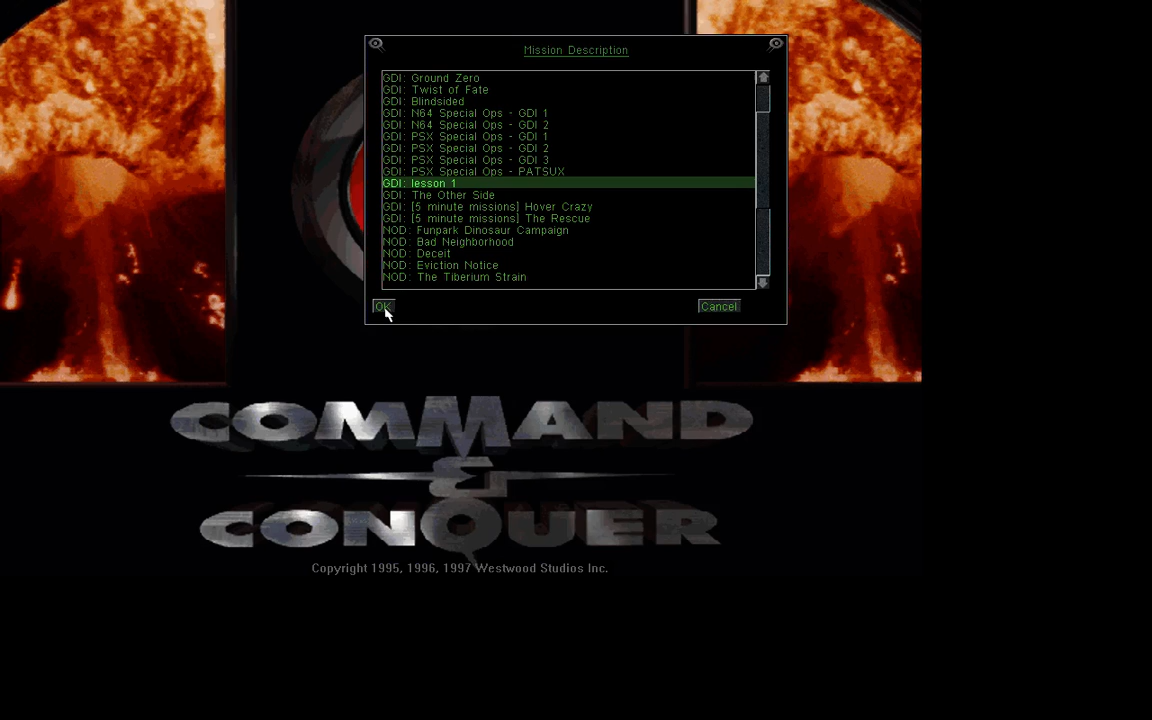 Mission Description
GDI: Ground Zero
GDI: Twist of Fate
GDI: Blindsided
GDI: N64 Special Ops - GDI 1
GDI: N64 Special Ops - GDI 2
GDI: PSX Special Ops - GDI 1
GDI: PSX Special Ops - GDI 2
GDI: PSX Special Ops - GDI 3
GDI: PSX Special Ops - PATSUX
GDI: lesson 1
GDI: The Other Side
GDI: [5 minute missions] Hover Crazy
GDI: [5 minute missions] The Rescue
NOD: Funpark Dinosaur Campaign
NOD: Bad Neighborhood
NOD: Deceit
NOD: Eviction Notice
NOD: The Tiberium Strain
OK
Cancel
COMMAND
&
CONQUER
Copyright 1995, 1996, 1997 Westwood Studios Inc.